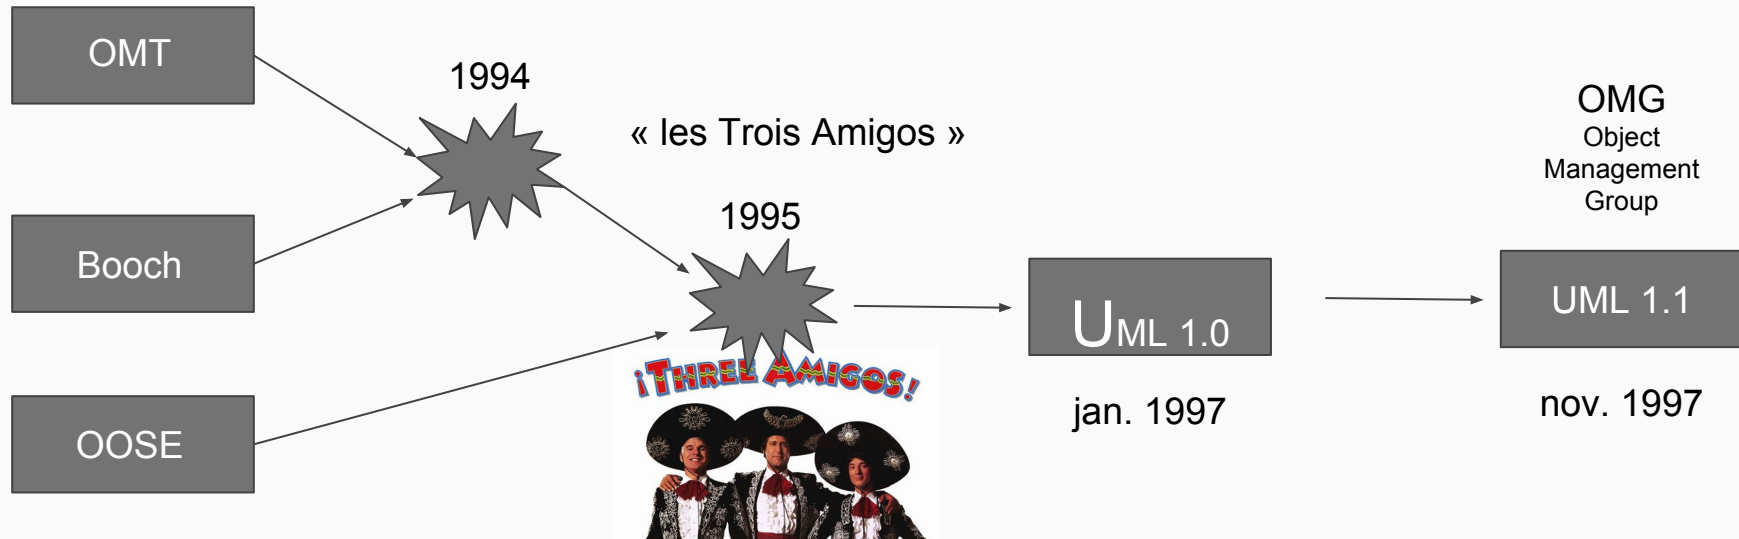 OMT
1994
« les Trois Amigos »
OMG
Object
Management
Group
Booch
1995
UML 1.0
UML 1.1
¡THREE AMIGOS!
jan. 1997
nov. 1997
OOSE